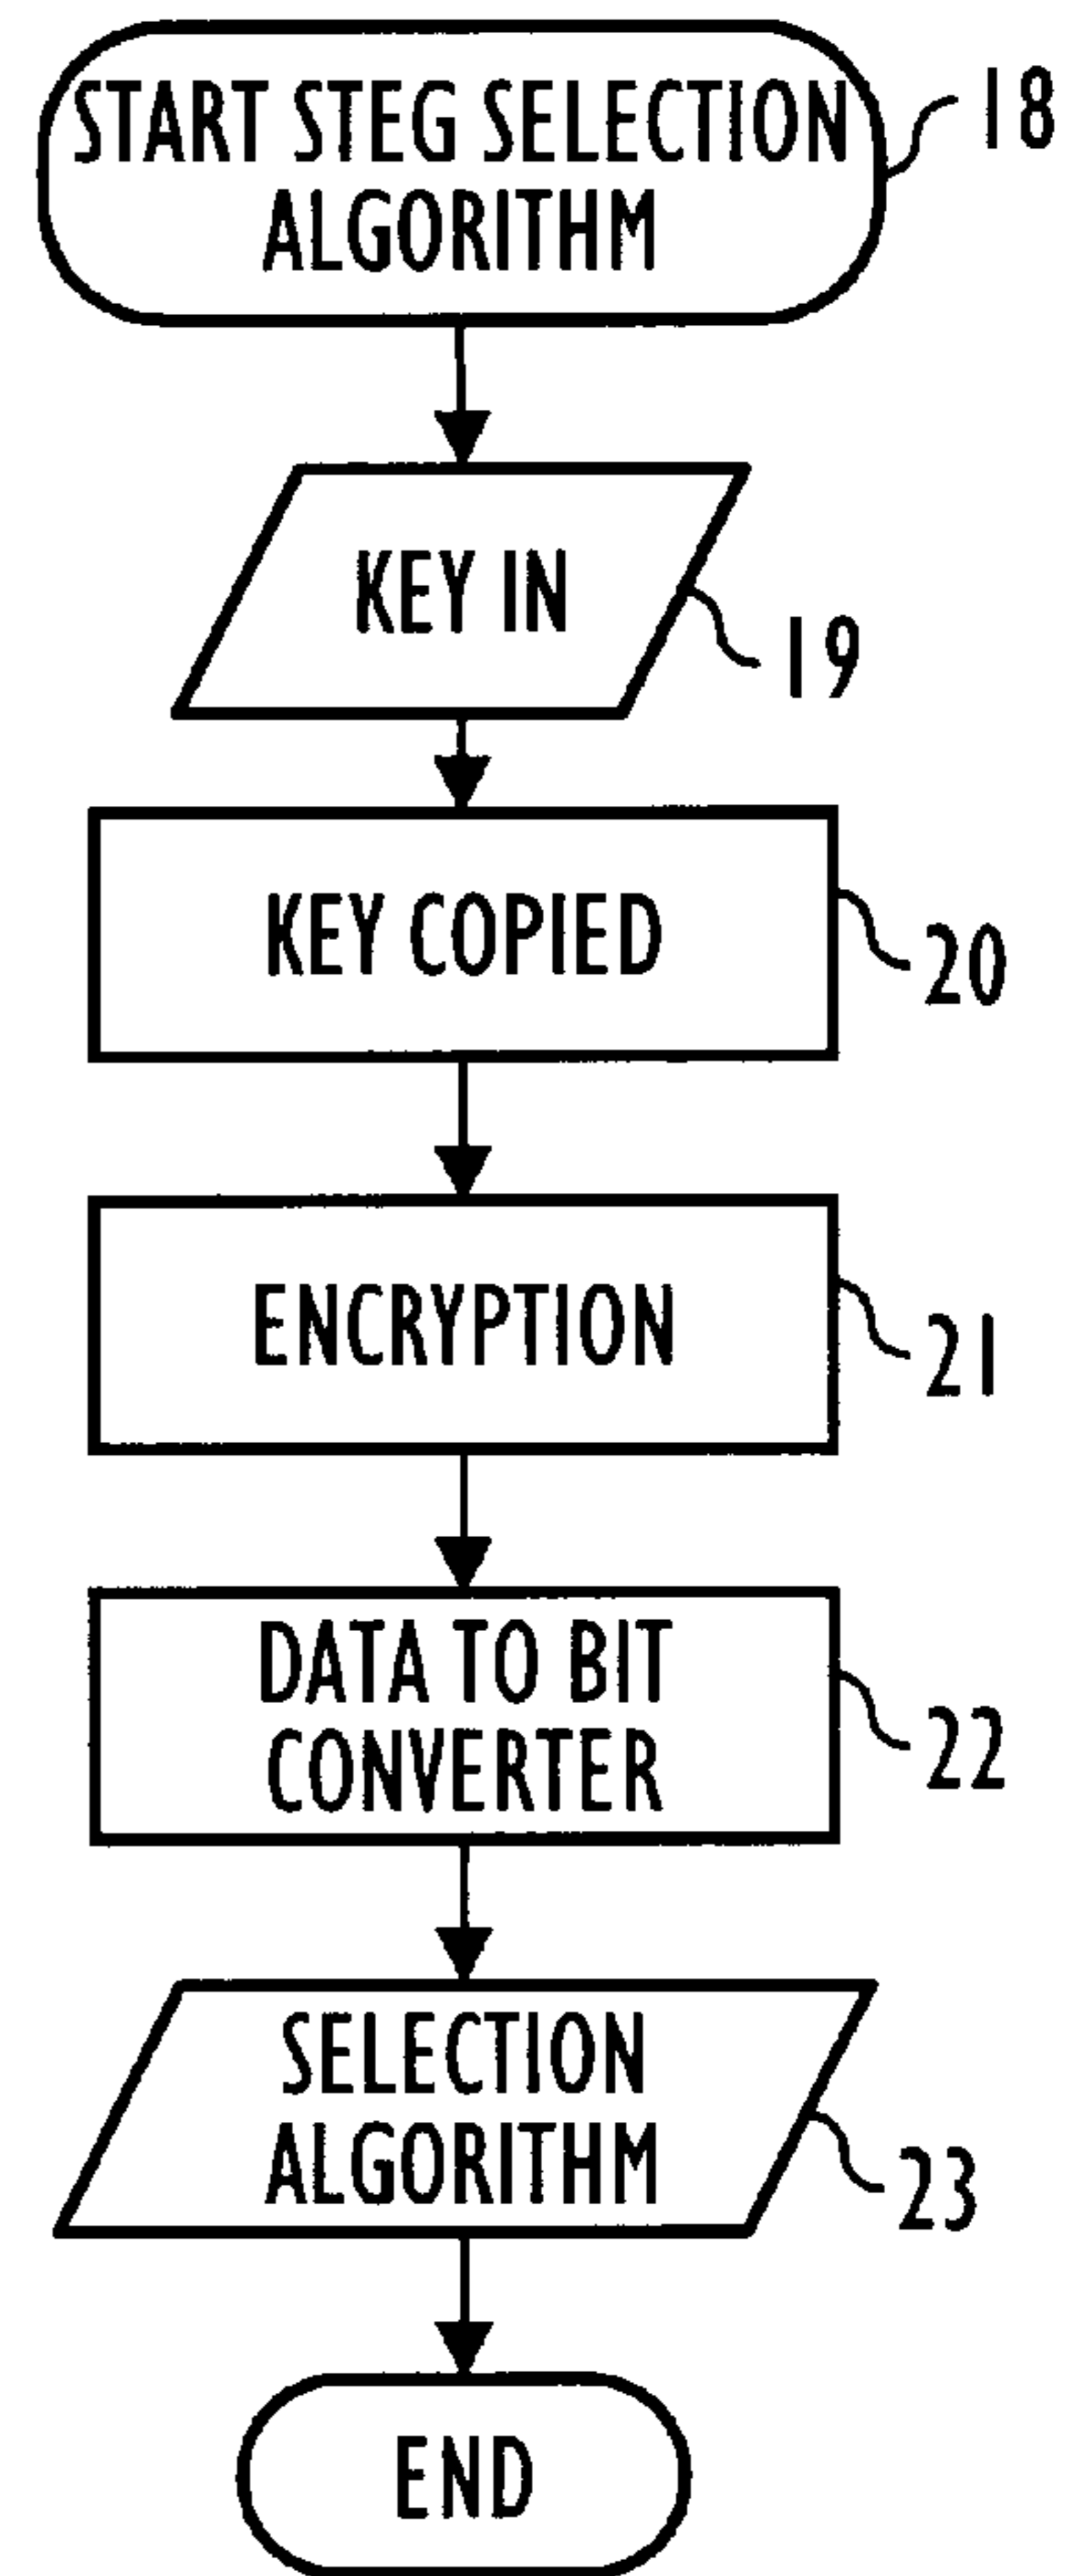 START STEG SELECTION
ALGORITHM
18
KEY IN
19
KEY COPIED
20
ENCRYPTION
21
DATA TO BIT
CONVERTER
22
SELECTION
ALGORITHM
23
END